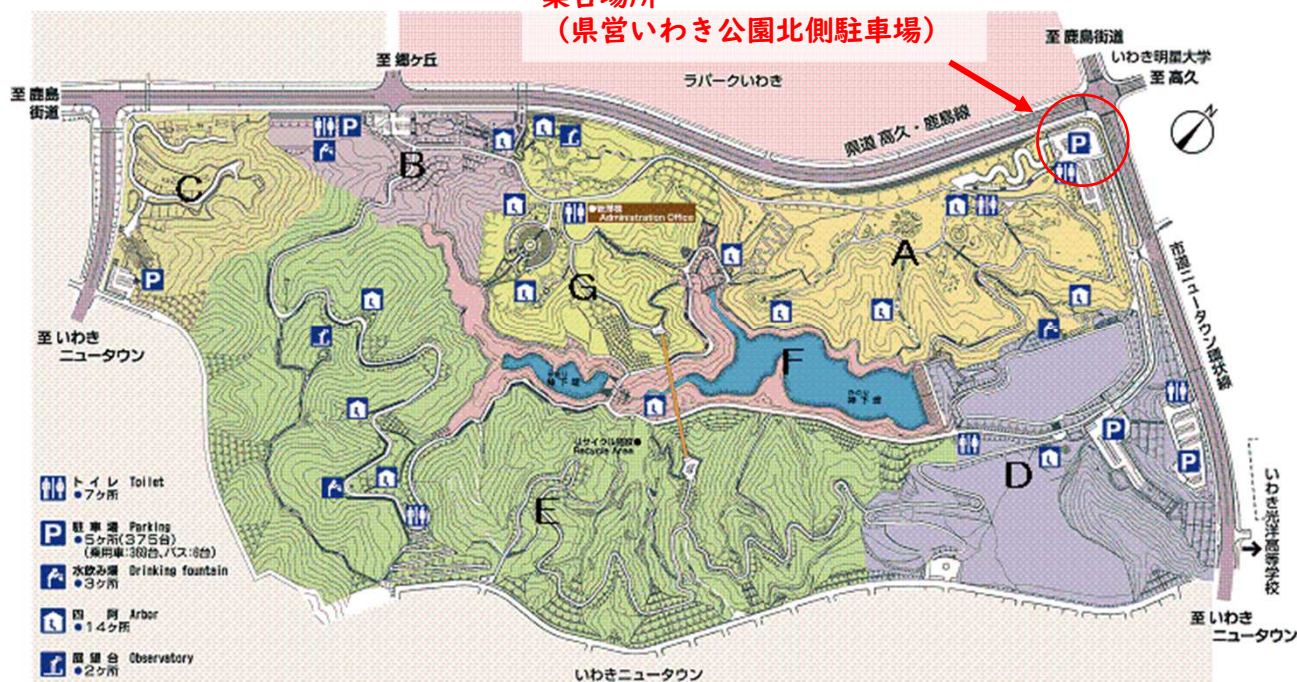 集合場所
（県営いわき公園北側駐車場）
至 鹿島街道
いわき明星大学
至 高久
至 郷ケ丘
ラパークいわき
至 鹿島
街道
県道 高久・鹿島線
N
P
B
C
P
●管理棟
Administration Office
A
G
P
市道ニュータウン環状線
至 いわき
ニュータウン
F
リサイクル施設●
Recycle Area
P
D
P
E
トイレ Toilet
●7ヶ所
P
駐車場 Parking
●5ヶ所(375台)
(乗用車:369台、バス:6台)
水飲み場 Drinking fountain
●3ヶ所
四阿 Arbor
●14ヶ所
展望台 Observatory
●2ヶ所
いわき光洋高等学校
至 いわき
ニュータウン
いわきニュータウン